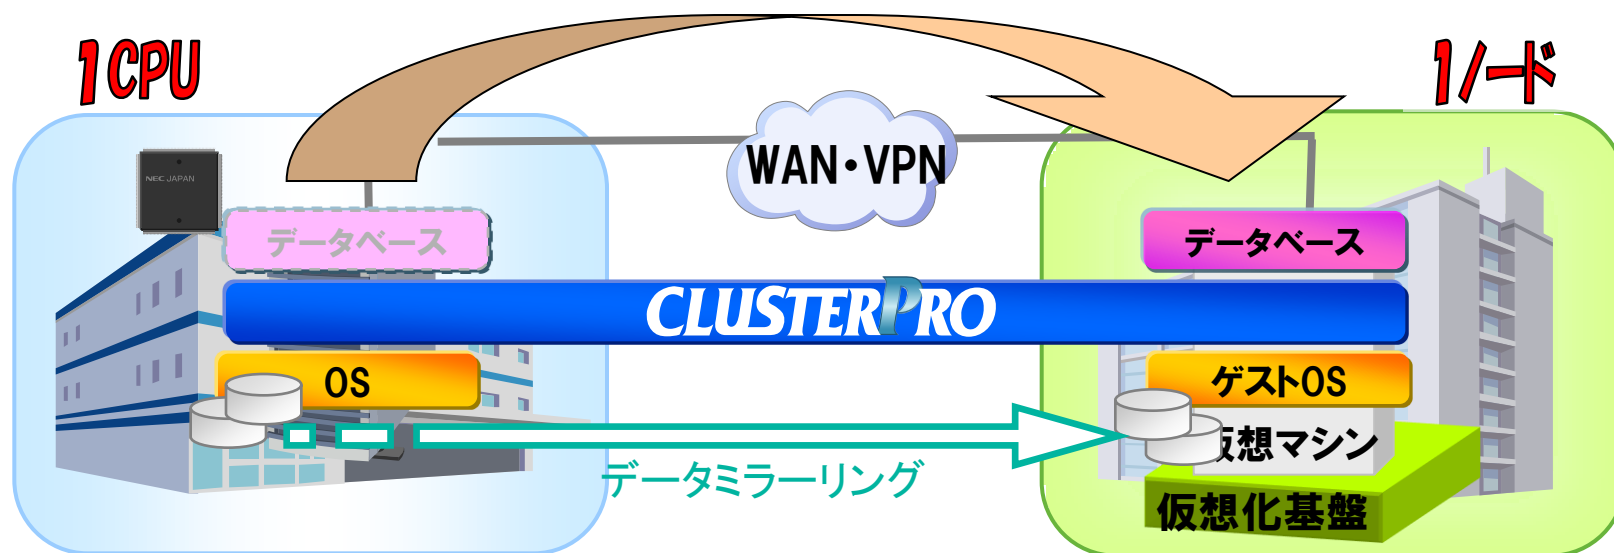 1CPU
1ノード
NEC JAPAN
WAN・VPN
データベース
データベース
CLUSTERPRO
OS
ゲストOS
仮想マシン
データミラーリング
仮想化基盤